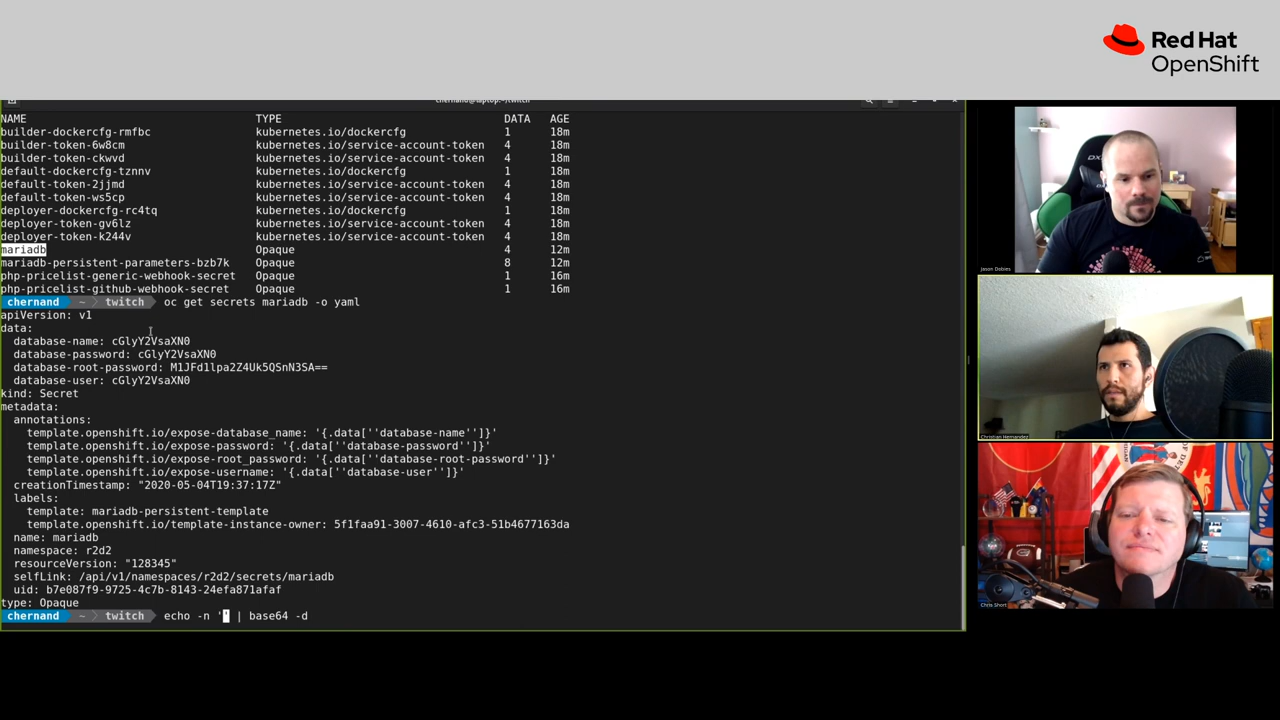 Red Hat
OpenShift
chernand@laptop:~/twitch
NAME TYPE DATA AGE
builder-dockercfg-rmfbc kubernetes.io/dockercfg 1 18m
builder-token-6w8cm kubernetes.io/service-account-token 4 18m
builder-token-ckwvd kubernetes.io/service-account-token 4 18m
default-dockercfg-tznnv kubernetes.io/dockercfg 1 18m
default-token-2jjmd kubernetes.io/service-account-token 4 18m
default-token-ws5cp kubernetes.io/service-account-token 4 18m
deployer-dockercfg-rc4tq kubernetes.io/dockercfg 1 18m
deployer-token-gv6lz kubernetes.io/service-account-token 4 18m
deployer-token-k244v kubernetes.io/service-account-token 4 18m
mariadb Opaque 4 12m
mariadb-persistent-parameters-bzb7k Opaque 8 12m
php-pricelist-generic-webhook-secret Opaque 1 16m
php-pricelist-github-webhook-secret Opaque 1 16m
chernand ~ twitch oc get secrets mariadb -o yaml
apiVersion: v1
data:
database-name: cGlyY2VsaXN0
database-password: cGlyY2VsaXN0
database-root-password: M1JFd1lpa2Z4Uk5QSnN3SA==
database-user: cGlyY2VsaXN0
kind: Secret
metadata:
annotations:
template.openshift.io/expose-database_name: '{.data[''database-name'']}'
template.openshift.io/expose-password: '{.data[''database-password'']}'
template.openshift.io/expose-root_password: '{.data[''database-root-password'']}'
template.openshift.io/expose-username: '{.data[''database-user'']}'
creationTimestamp: "2020-05-04T19:37:17Z"
labels:
template: mariadb-persistent-template
template.openshift.io/template-instance-owner: 5f1faa91-3007-4610-afc3-51b4677163da
name: mariadb
namespace: r2d2
resourceVersion: "128345"
selfLink: /api/v1/namespaces/r2d2/secrets/mariadb
uid: b7e087f9-9725-4c7b-8143-24efa871afaf
type: Opaque
chernand ~ twitch echo -n '' | base64 -d
Jason Dobies
Christian Hernandez
Chris Short